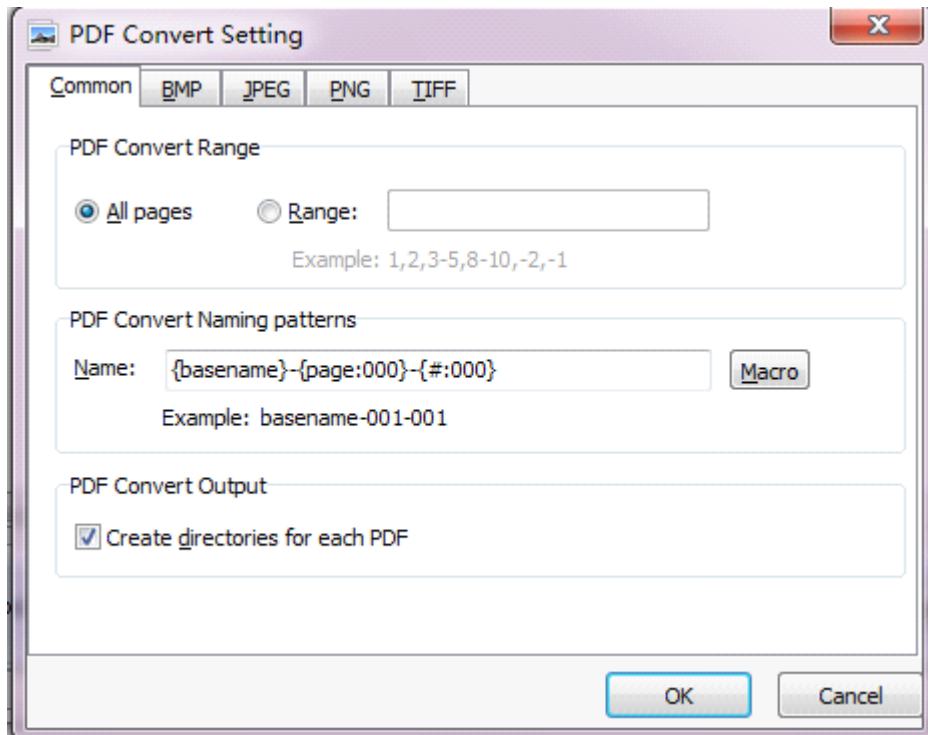 PDF Convert Setting
Common BMP JPEG PNG TIFF
PDF Convert Range
All pages Range:
Example: 1,2,3-5,8-10,-2,-1
PDF Convert Naming patterns
Name: {basename}-{page:000}-{#:000} Macro
Example: basename-001-001
PDF Convert Output
Create directories for each PDF
OK Cancel